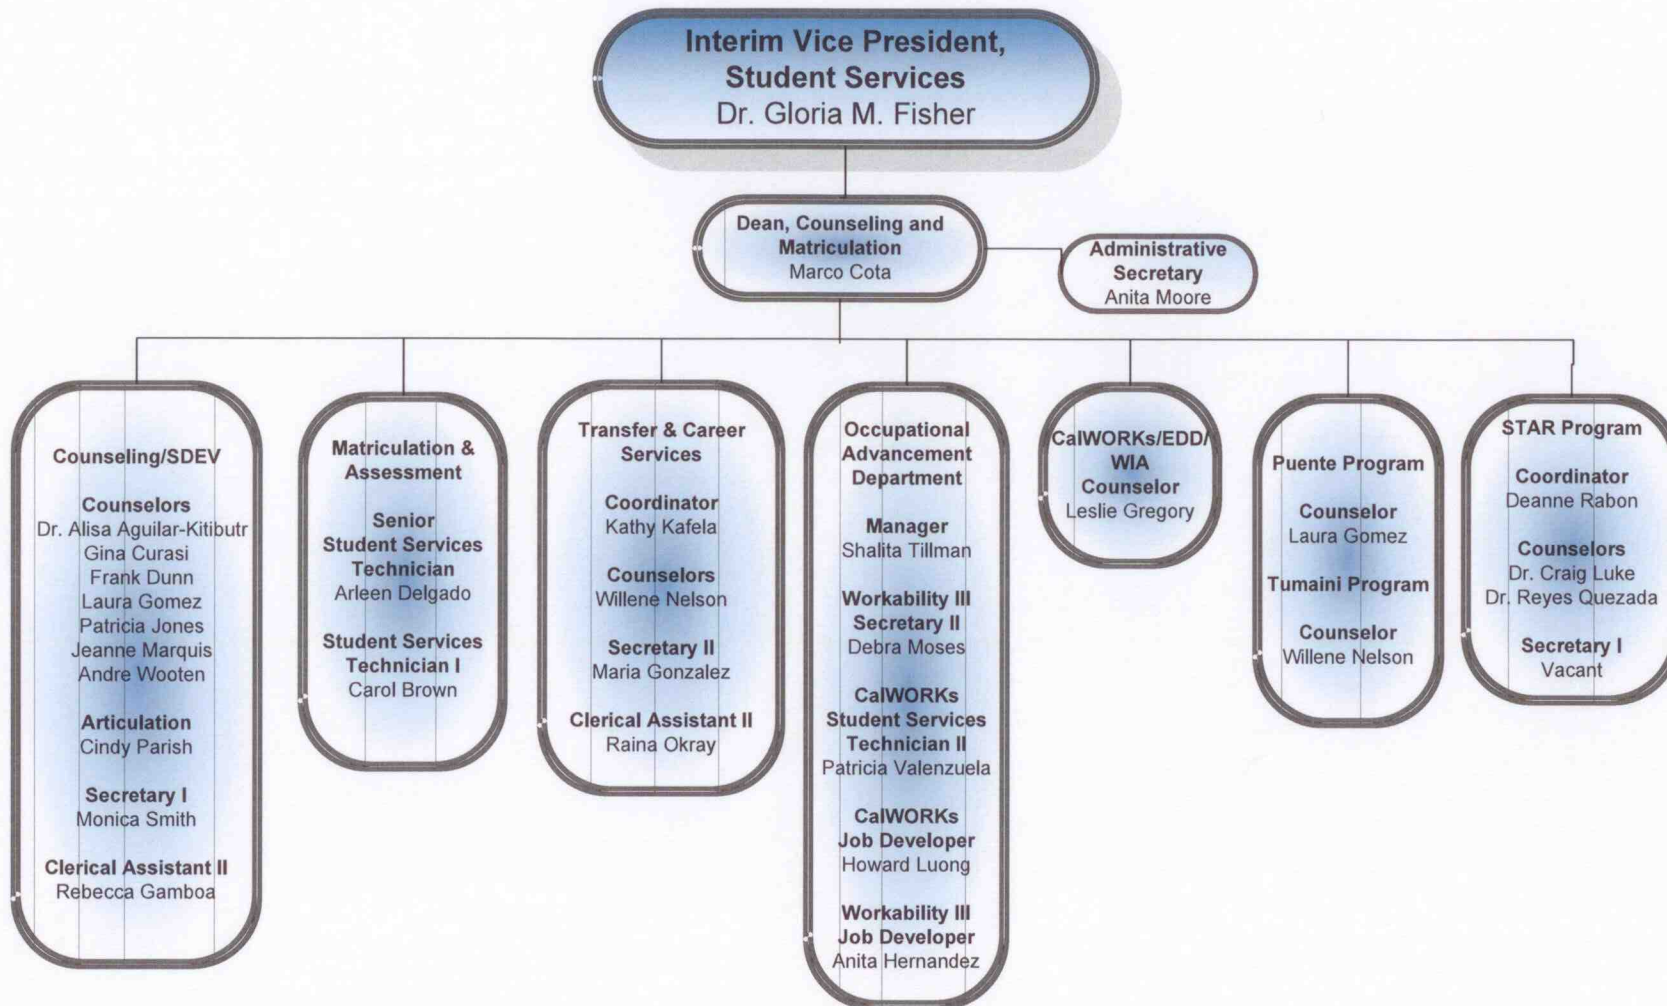 Interim Vice President,
Student Services
Dr. Gloria M. Fisher
Dean, Counseling and
Matriculation
Marco Cota
Administrative
Secretary
Anita Moore
Counseling/SDEV
Counselors
Dr. Alisa Aguilar-Kitibutr
Gina Curasi
Frank Dunn
Laura Gomez
Patricia Jones
Jeanne Marquis
Andre Wooten
Articulation
Cindy Parish
Secretary I
Monica Smith
Clerical Assistant II
Rebecca Gamboa
Matriculation &
Assessment
Senior
Student Services
Technician
Arleen Delgado
Student Services
Technician I
Carol Brown
Transfer & Career
Services
Coordinator
Kathy Kafela
Counselors
Willene Nelson
Secretary II
Maria Gonzalez
Clerical Assistant II
Raina Okray
Occupational
Advancement
Department
Manager
Shalita Tillman
Workability III
Secretary II
Debra Moses
CalWORKs
Student Services
Technician II
Patricia Valenzuela
CalWORKs
Job Developer
Howard Luong
Workability III
Job Developer
Anita Hernandez
CalWORKs/EDD/
WIA
Counselor
Leslie Gregory
Puente Program
Counselor
Laura Gomez
Tumaini Program
Counselor
Willene Nelson
STAR Program
Coordinator
Deanne Rabon
Counselors
Dr. Craig Luke
Dr. Reyes Quezada
Secretary I
Vacant